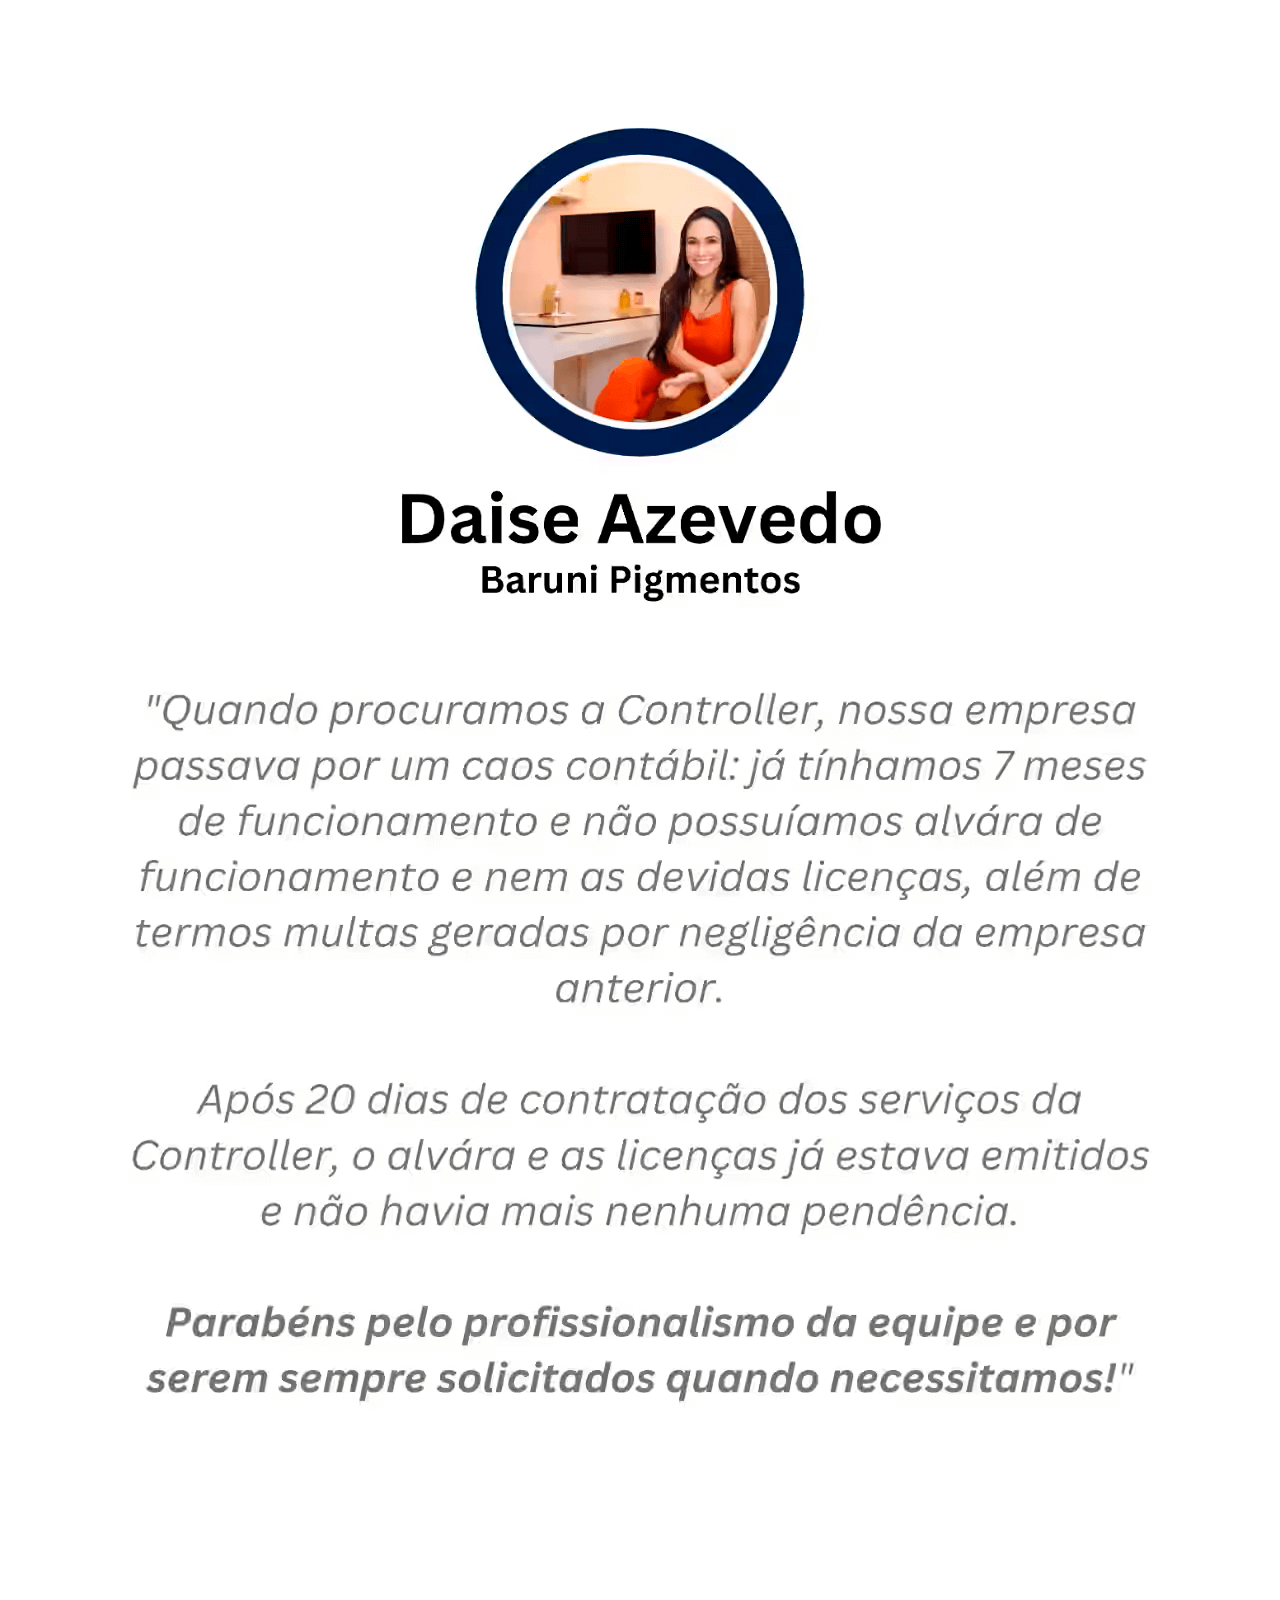 Daise Azevedo
Baruni Pigmentos
"Quando procuramos a Controller, nossa empresa
passava por um caos contábil: já tínhamos 7 meses
de funcionamento e não possuíamos alvára de
funcionamento e nem as devidas licenças, além de
termos multas geradas por negligência da empresa
anterior.
Após 20 dias de contratação dos serviços da
Controller, o alvára e as licenças já estava emitidos
e não havia mais nenhuma pendência.
Parabéns pelo profissionalismo da equipe e por
serem sempre solicitados quando necessitamos!"